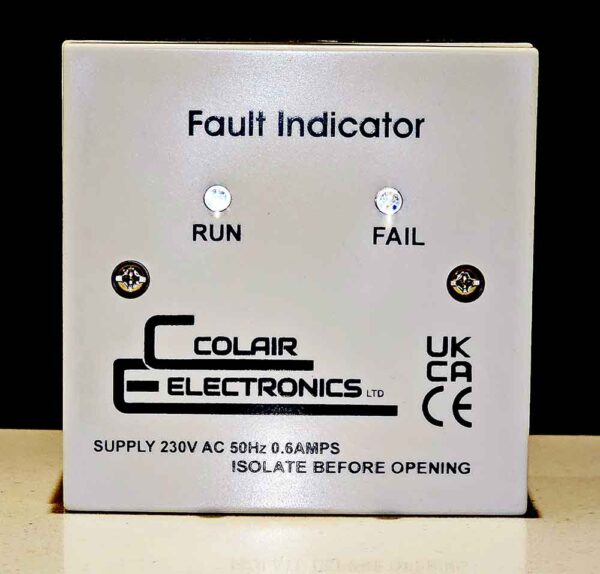 Fault Indicator
RUN
FAIL
COLAIR
ELECTRONICS LTD
UK
CA
CE
SUPPLY 230V AC 50Hz 0.6AMPS
ISOLATE BEFORE OPENING